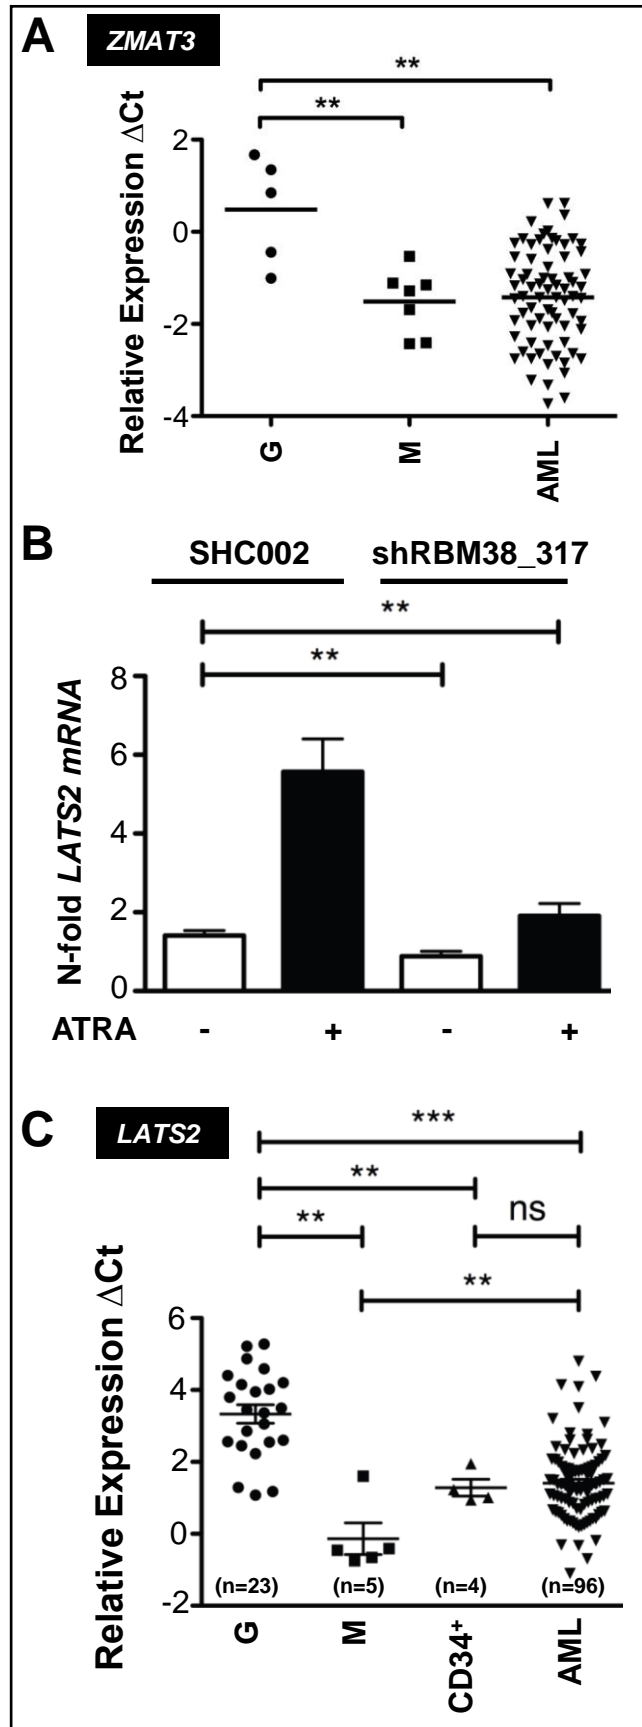 A ZMAT3
**
**
Relative Expression ΔCt
2
0
-2
-4
G M AML
B
SHC002 shRBM38_317
**
**
N-fold LATS2 mRNA
8
6
4
2
0
ATRA - + - +
C LATS2
***
**
** ns
**
Relative Expression ΔCt
6
4
2
0
-2
(n=23) (n=5) (n=4) (n=96)
G M CD34⁺ AML